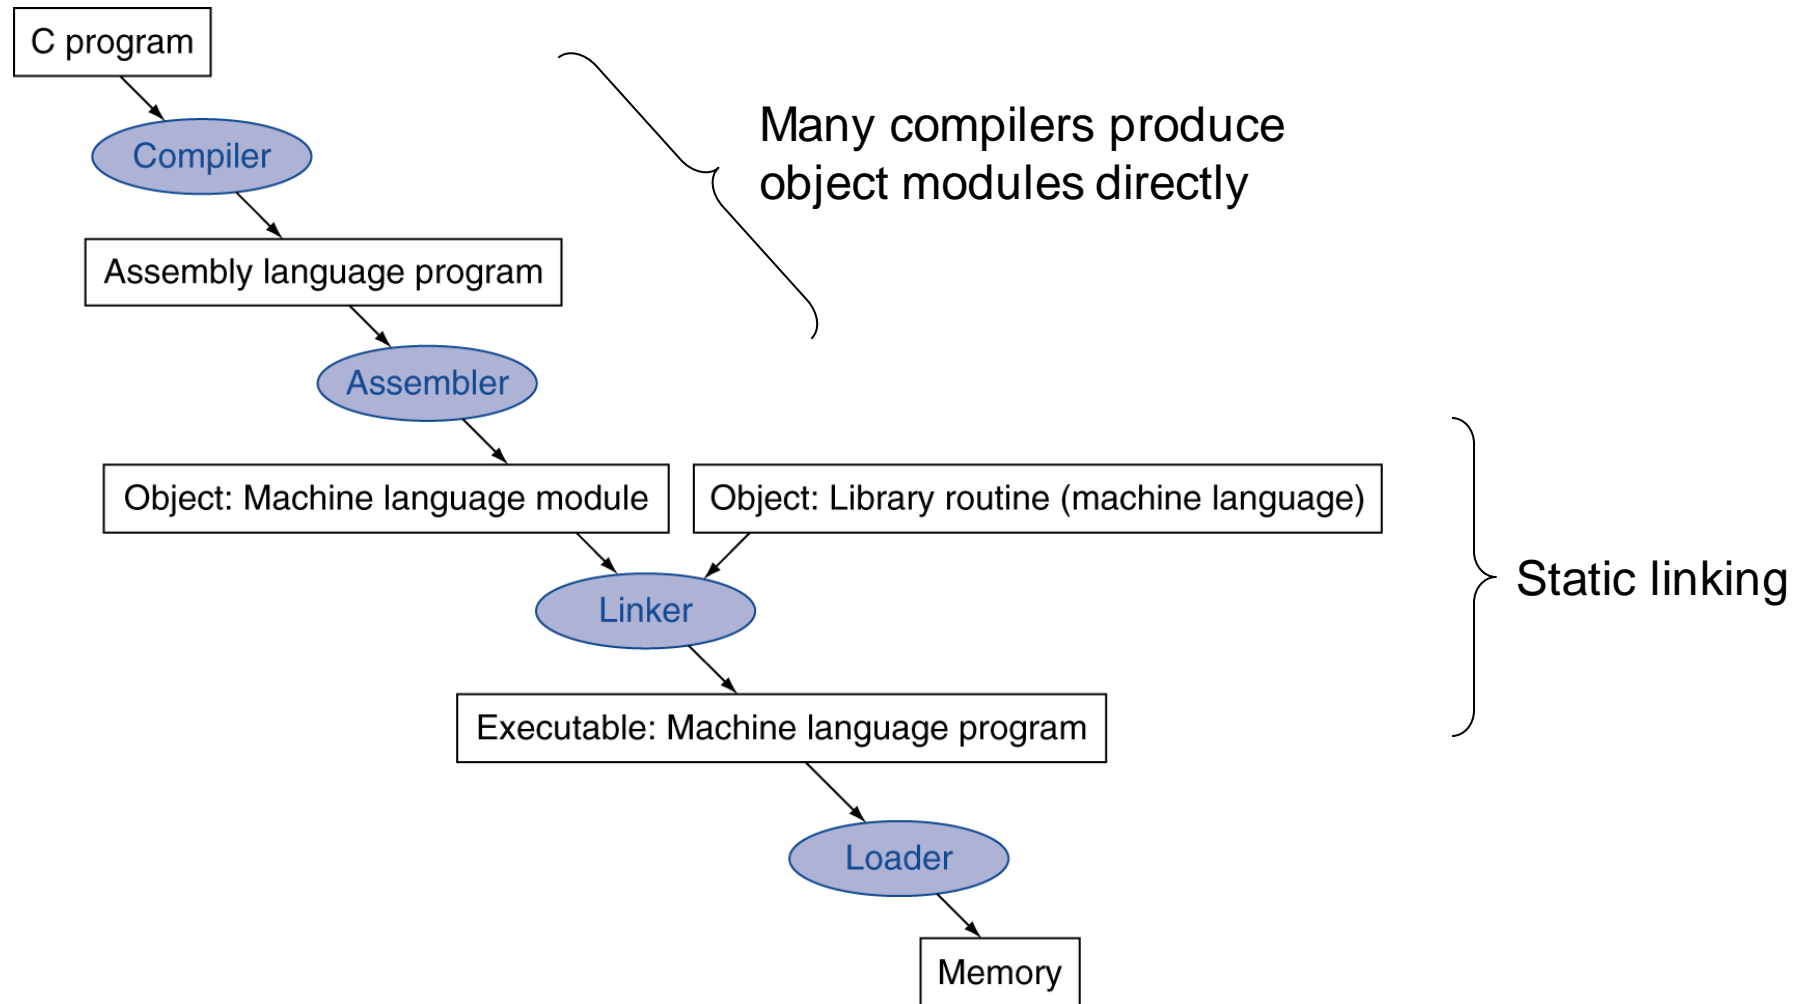 C program
Compiler
Many compilers produce
object modules directly
Assembly language program
Assembler
Object: Machine language module
Object: Library routine (machine language)
Linker
Static linking
Executable: Machine language program
Loader
Memory